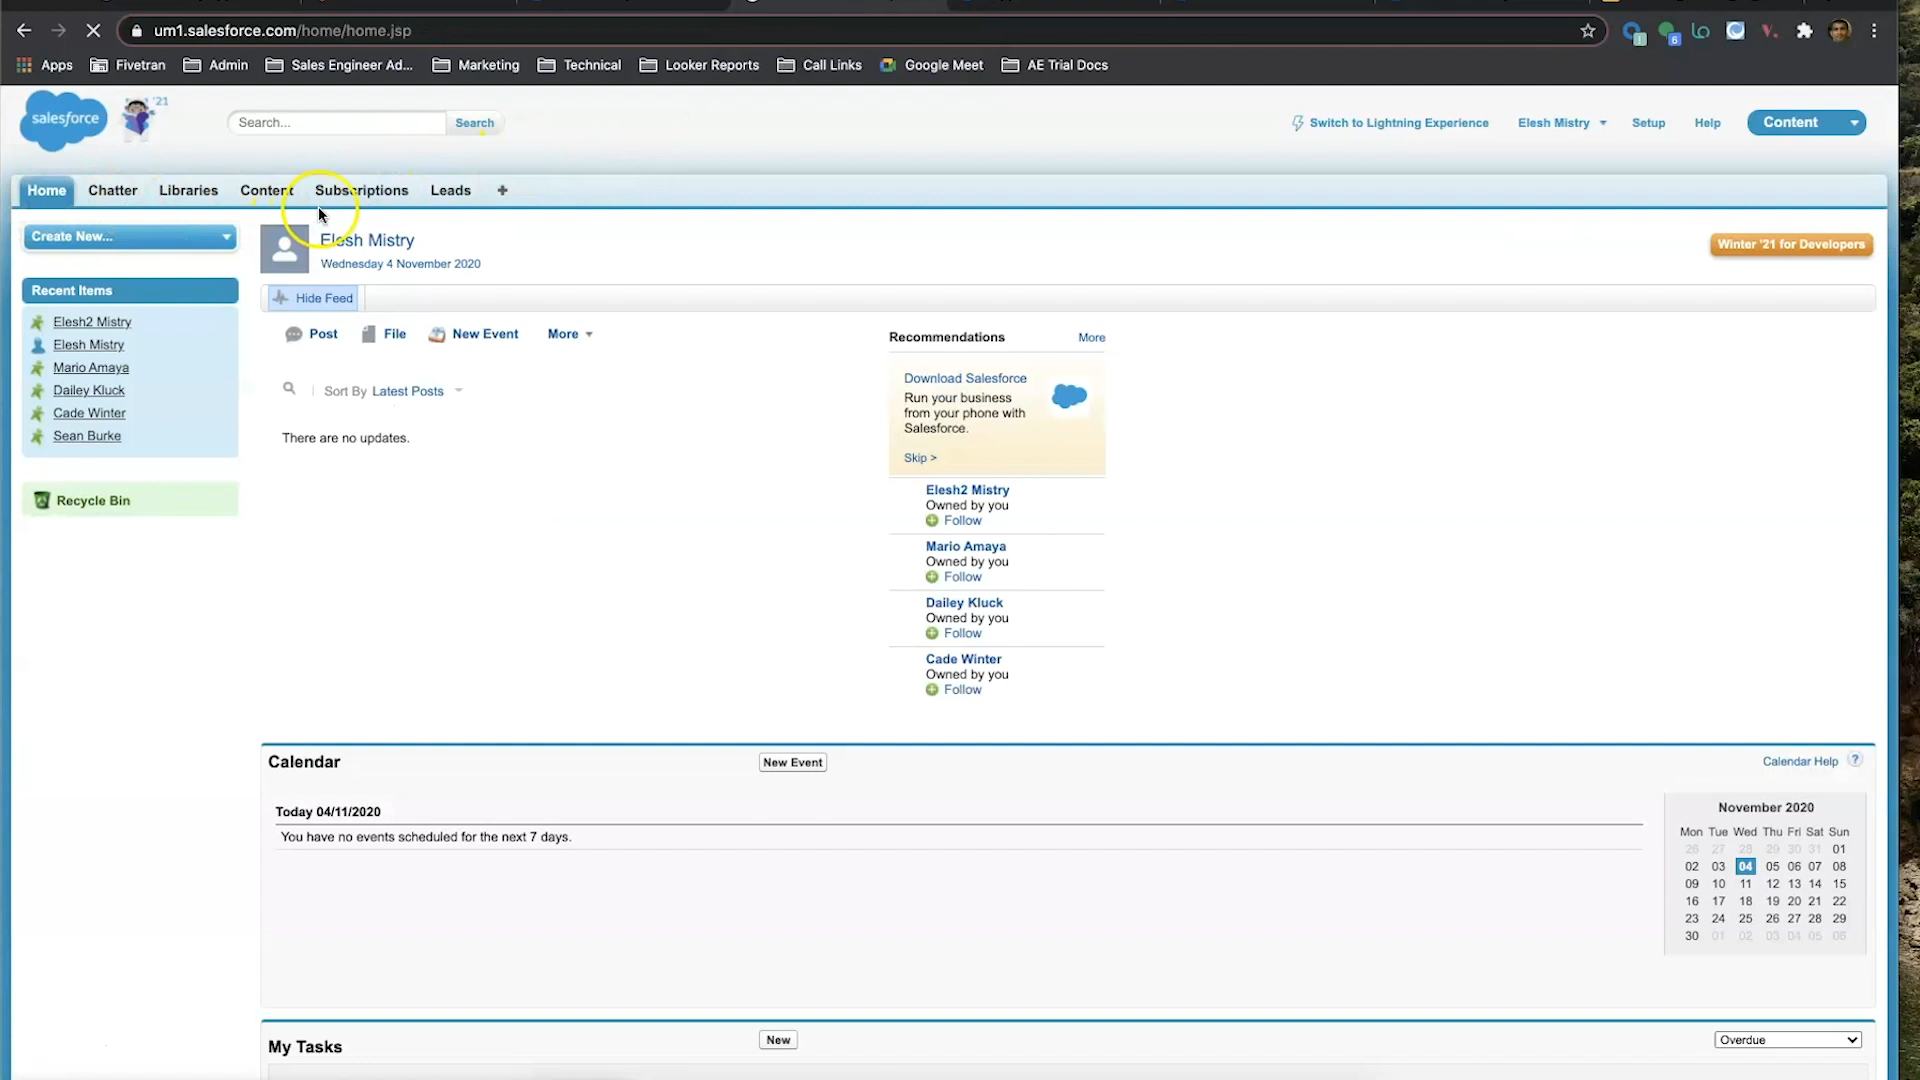 um1.salesforce.com/home/home.jsp
Apps Fivetran Admin Sales Engineer Ad... Marketing Technical Looker Reports Call Links Google Meet AE Trial Docs
salesforce '21 Search... Search Switch to Lightning Experience Elesh Mistry Setup Help Content
Home Chatter Libraries Content Subscriptions Leads +
Create New...
Elesh Mistry
Wednesday 4 November 2020
Winter '21 for Developers
Recent Items
Elesh2 Mistry
Elesh Mistry
Mario Amaya
Dailey Kluck
Cade Winter
Sean Burke
Recycle Bin
Hide Feed
Post File New Event More
Sort By Latest Posts
There are no updates.
Recommendations More
Download Salesforce
Run your business
from your phone with
Salesforce.
Skip >
Elesh2 Mistry
Owned by you
Follow
Mario Amaya
Owned by you
Follow
Dailey Kluck
Owned by you
Follow
Cade Winter
Owned by you
Follow
Calendar New Event Calendar Help ?
Today 04/11/2020
You have no events scheduled for the next 7 days.
November 2020
Mon Tue Wed Thu Fri Sat Sun
26 27 28 29 30 31 01
02 03 04 05 06 07 08
09 10 11 12 13 14 15
16 17 18 19 20 21 22
23 24 25 26 27 28 29
30 01 02 03 04 05 06
My Tasks New Overdue